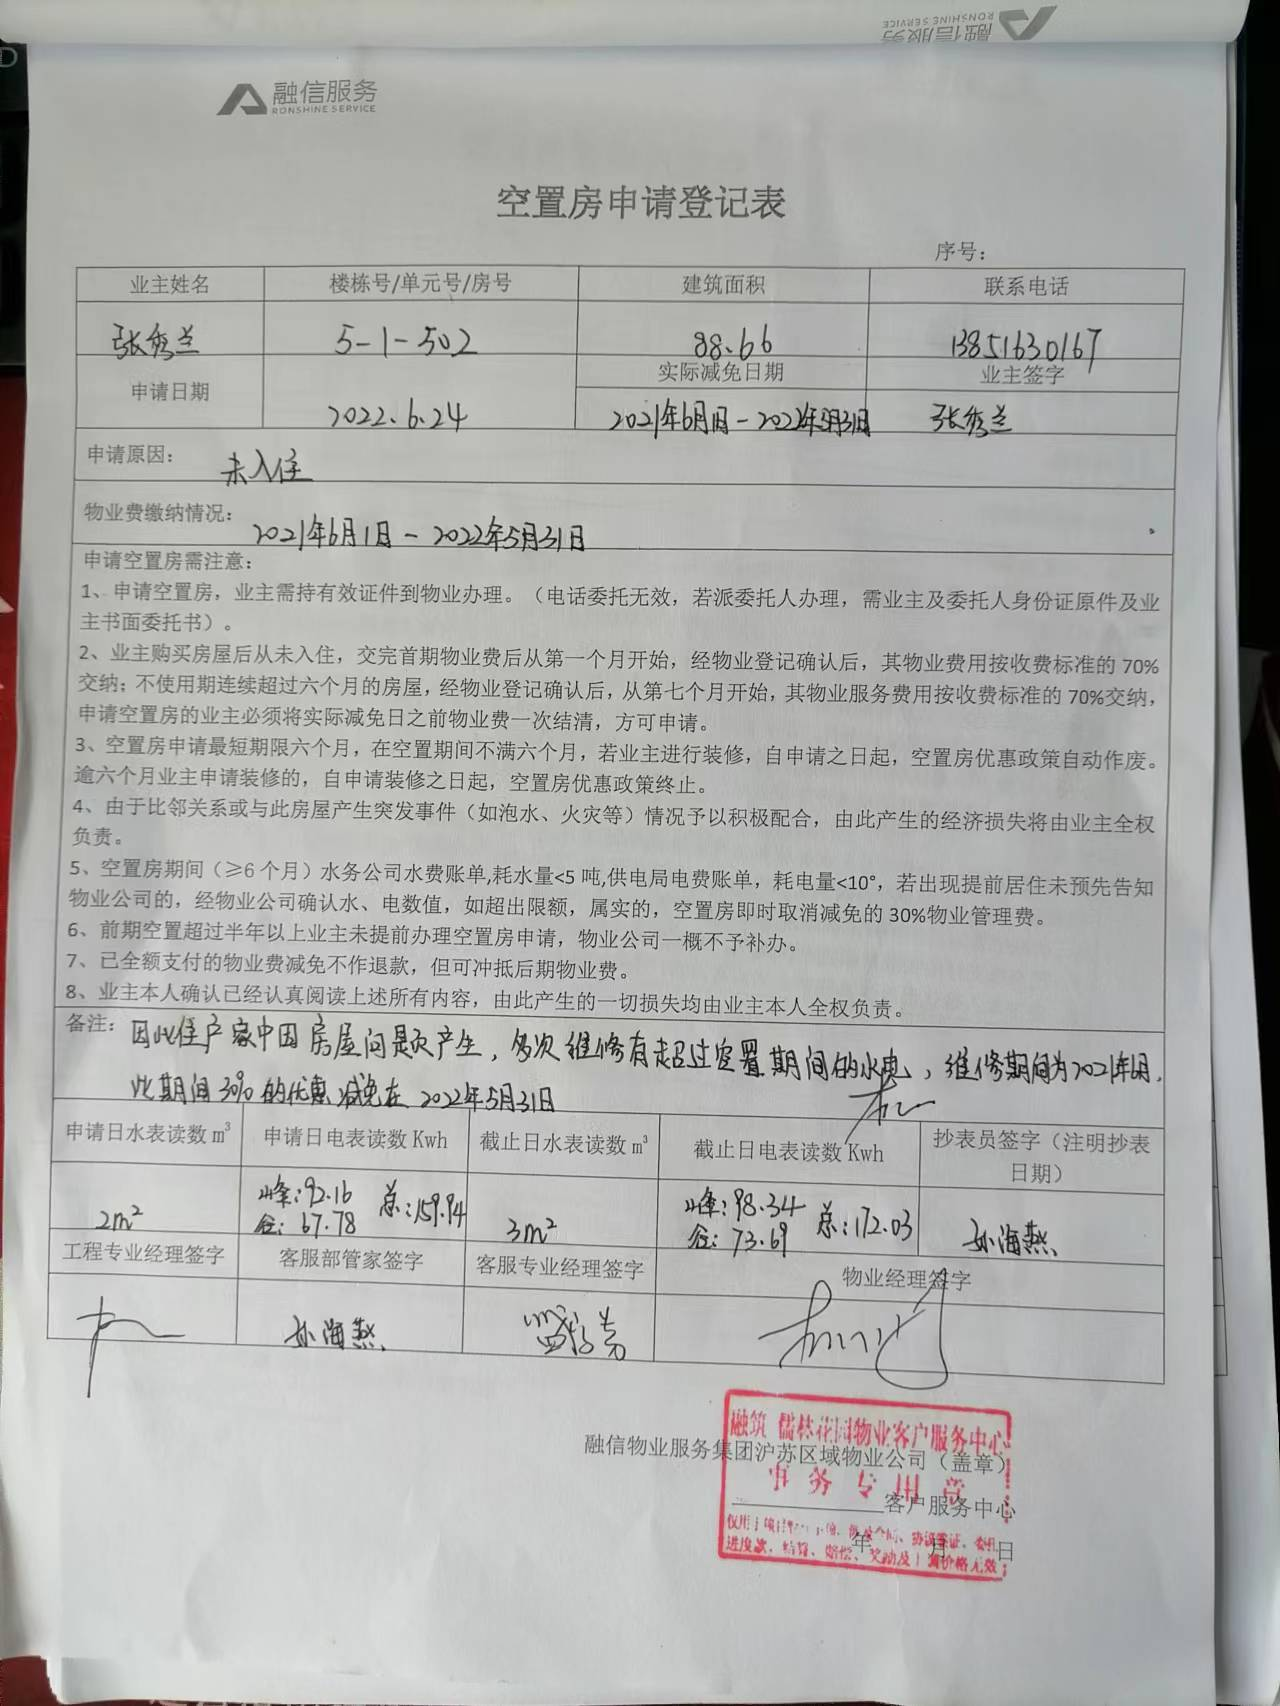 融信服务
RONSHINE SERVICE
融信服务
RONSHINE SERVICE
空置房申请登记表
序号：
业主姓名 楼栋号/单元号/房号 建筑面积 联系电话
张秀兰 5-1-502 88.66 13851630167
申请日期 2022.6.24 实际减免日期 业主签字
2021年6月1日-2022年5月31日 张秀兰
申请原因： 未入住
物业费缴纳情况： 2021年6月1日-2022年5月31日
申请空置房需注意：
1、申请空置房，业主需持有效证件到物业办理。（电话委托无效，若派委托人办理，需业主及委托人身份证原件及业
主书面委托书）。
2、业主购买房屋后从未入住，交完首期物业费后从第一个月开始，经物业登记确认后，其物业费用按收费标准的70%
交纳；不使用期连续超过六个月的房屋，经物业登记确认后，从第七个月开始，其物业服务费用按收费标准的70%交纳，
申请空置房的业主必须将实际减免日之前物业费一次结清，方可申请。
3、空置房申请最短期限六个月，在空置期间不满六个月，若业主进行装修，自申请之日起，空置房优惠政策自动作废。
逾六个月业主申请装修的，自申请装修之日起，空置房优惠政策终止。
4、由于比邻关系或与此房屋产生突发事件（如泡水、火灾等）情况予以积极配合，由此产生的经济损失将由业主全权
负责。
5、空置房期间（≥6个月）水务公司水费账单,耗水量<5吨,供电局电费账单，耗电量<10°，若出现提前居住未预先告知
物业公司的，经物业公司确认水、电数值，如超出限额，属实的，空置房即时取消减免的30%物业管理费。
6、前期空置超过半年以上业主未提前办理空置房申请，物业公司一概不予补办。
7、已全额支付的物业费减免不作退款，但可冲抵后期物业费。
8、业主本人确认已经认真阅读上述所有内容，由此产生的一切损失均由业主本人全权负责。
备注： 因此住户家中因房屋问题产生，多次维修有超过空置期间的水电，维修期间为2021年6月，
此期间30%的优惠减免在2022年5月31日
申请日水表读数m³ 申请日电表读数Kwh 截止日水表读数m³ 截止日电表读数Kwh 抄表员签字（注明抄表
日期）
2m² 峰:92.16 总:159.94 3m² 峰:98.34 总:172.03 孙海燕
谷:67.78 谷:73.69
工程专业经理签字 客服部管家签字 客服专业经理签字 物业经理签字
孙海燕
融筑 儒林花园物业客户服务中心
融信物业服务集团沪苏区域物业公司（盖章）
事务专用章
客户服务中心
年 月 日